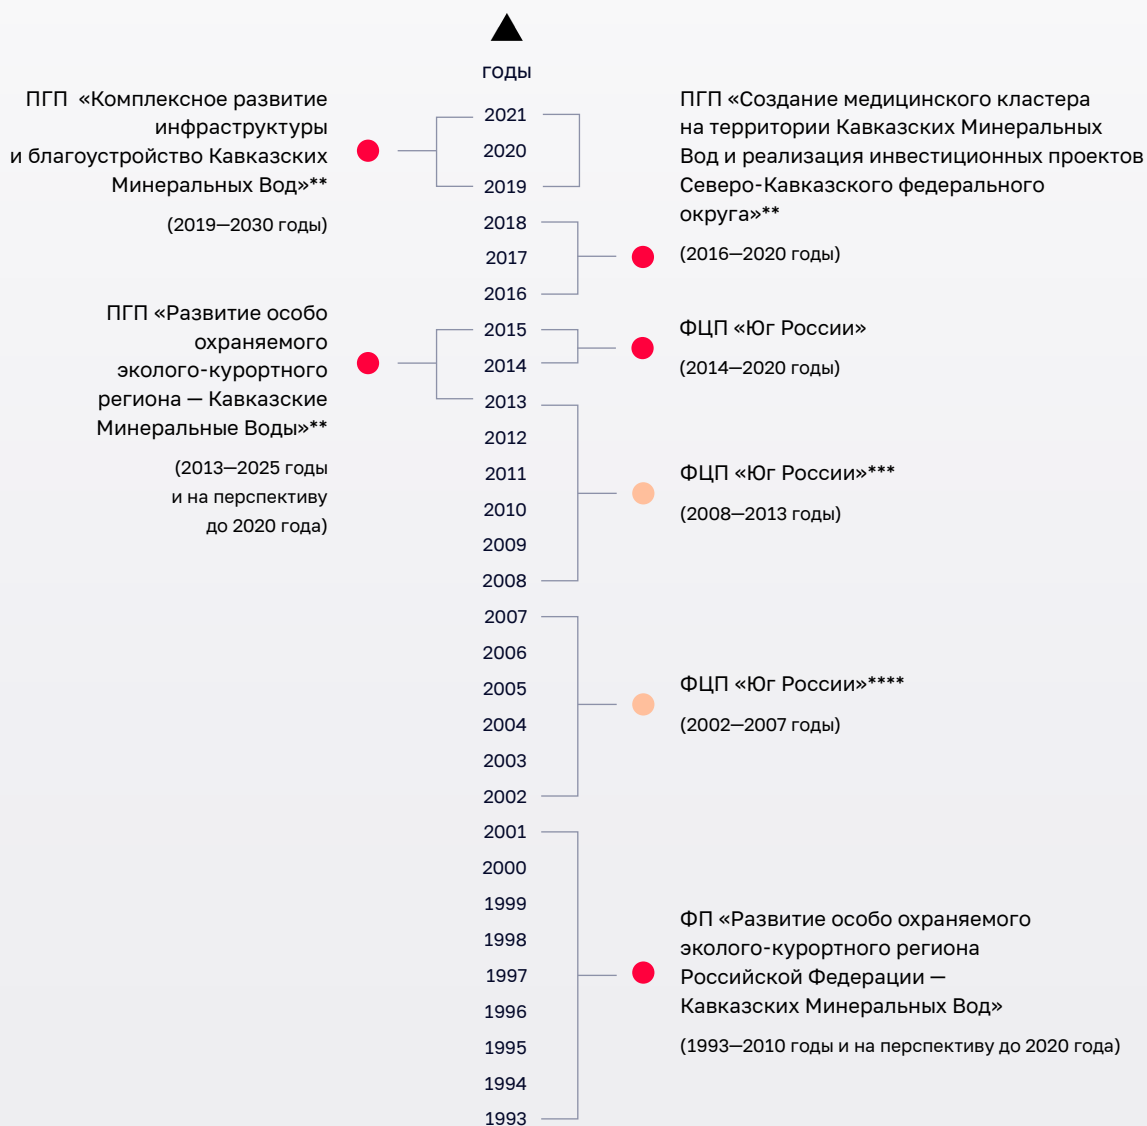 годы
ПГП «Комплексное развитие
инфраструктуры
и благоустройство Кавказских
Минеральных Вод»**
(2019—2030 годы)
ПГП «Развитие особо
охраняемого
эколого-курортного
региона — Кавказские
Минеральные Воды»**
(2013—2025 годы
и на перспективу
до 2020 года)
2021
2020
2019
2018
2017
2016
2015
2014
2013
2012
2011
2010
2009
2008
2007
2006
2005
2004
2003
2002
2001
2000
1999
1998
1997
1996
1995
1994
1993
ПГП «Создание медицинского кластера
на территории Кавказских Минеральных
Вод и реализация инвестиционных проектов
Северо-Кавказского федерального
округа»**
(2016—2020 годы)
ФЦП «Юг России»
(2014—2020 годы)
ФЦП «Юг России»***
(2008—2013 годы)
ФЦП «Юг России»****
(2002—2007 годы)
ФП «Развитие особо охраняемого
эколого-курортного региона
Российской Федерации —
Кавказских Минеральных Вод»
(1993—2010 годы и на перспективу до 2020 года)